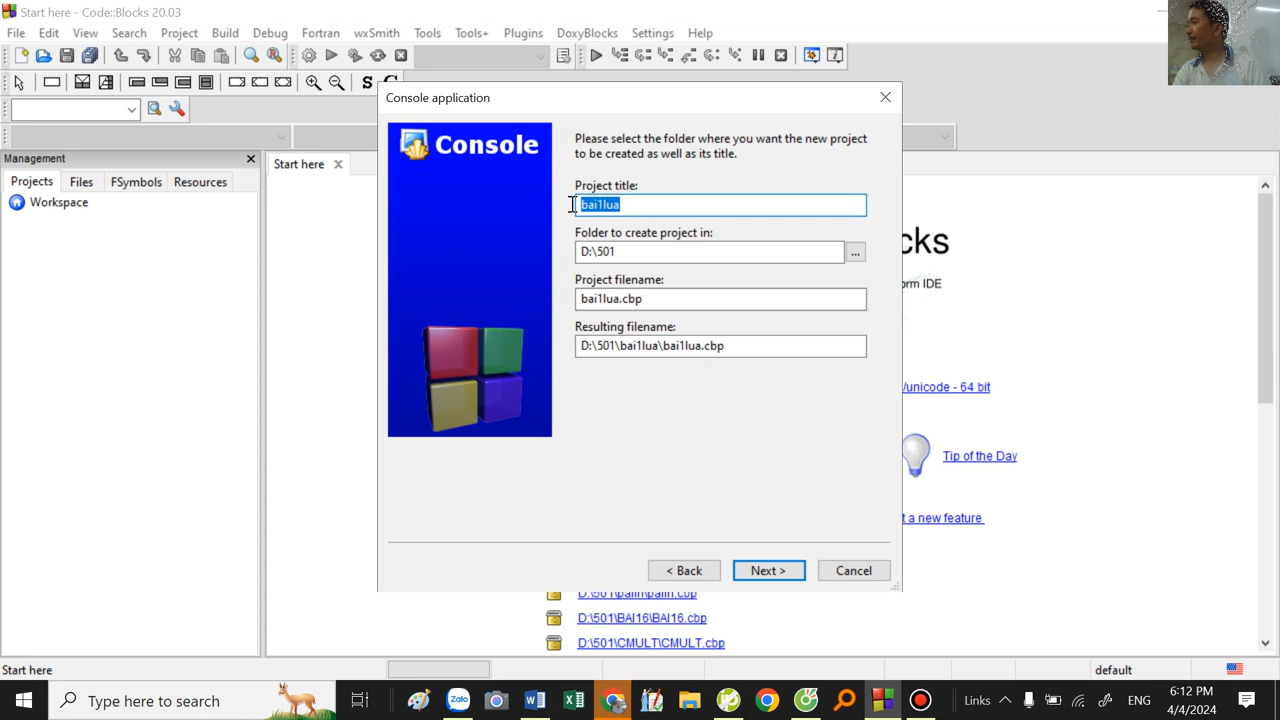 Start here - Code::Blocks 20.03
File Edit View Search Project Build Debug Fortran wxSmith Tools Tools+ Plugins DoxyBlocks Settings Help
S
Console application
Management
Start here
Projects Files FSymbols Resources
Workspace
Console
Please select the folder where you want the new project
to be created as well as its title.
Project title:
bai1lua
Folder to create project in:
D:\501
...
Project filename:
bai1lua.cbp
Resulting filename:
D:\501\bai1lua\bai1lua.cbp
cks
orm IDE
/unicode - 64 bit
Tip of the Day
t a new feature
< Back Next > Cancel
D:\501\palin\palin.cbp
D:\501\BAI16\BAI16.cbp
D:\501\CMULT\CMULT.cbp
Start here
default
Type here to search
Zalo
Links
ENG
6:12 PM
4/4/2024